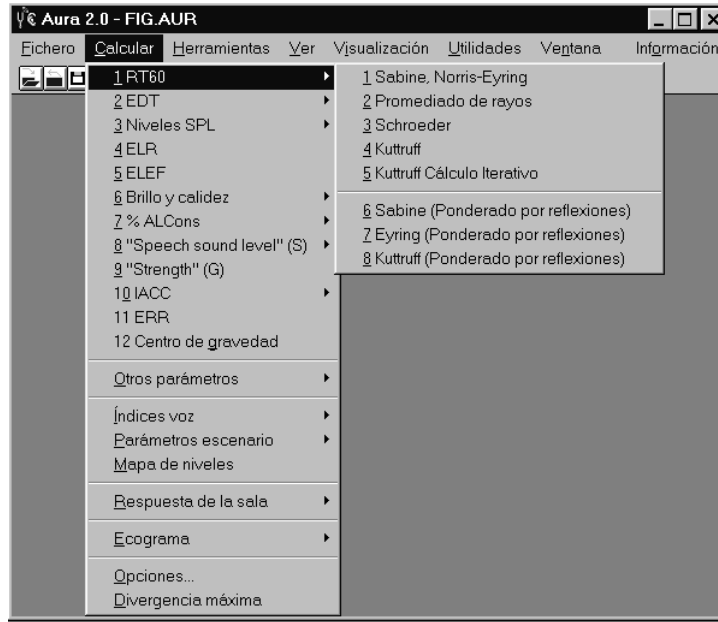 Aura 2.0 - FIG.AUR
Fichero Calcular Herramientas Ver Visualización Utilidades Ventana Información
1 RT60
2 EDT
3 Niveles SPL
4 ELR
5 ELEF
6 Brillo y calidez
7 % ALCons
8 "Speech sound level" (S)
9 "Strength" (G)
10 IACC
11 ERR
12 Centro de gravedad
Otros parámetros
Índices voz
Parámetros escenario
Mapa de niveles
Respuesta de la sala
Ecograma
Opciones...
Divergencia máxima
1 Sabine, Norris-Eyring
2 Promediado de rayos
3 Schroeder
4 Kuttruff
5 Kuttruff Cálculo Iterativo
6 Sabine (Ponderado por reflexiones)
7 Eyring (Ponderado por reflexiones)
8 Kuttruff (Ponderado por reflexiones)